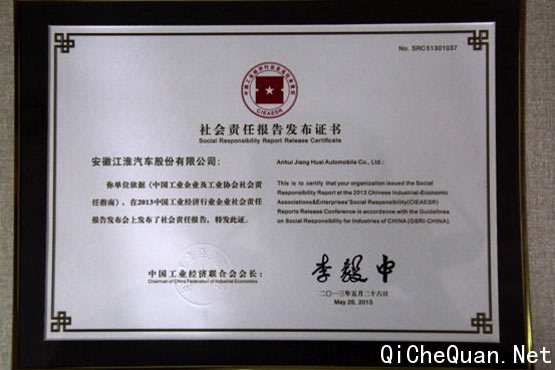 No. SRC51301037
CIEAESR
社会责任报告发布证书
Social Responsibility Report Release Certificate
安徽江淮汽车股份有限公司：
你单位依据《中国工业企业及工业协会社会责
任指南》，在2013中国工业经济行业企业社会责任
报告发布会上发布了社会责任报告，特发此证。
Anhui Jiang Huai Automobile Co., Ltd.:
This is to certify that your organization issued the Social
Responsibility Report at the 2013 Chinese Industrial-Economic
Associations&Enterprises'Social Responsibility(CIEAESR)
Reports Release Conference in accordance with the Guidelines
on Social Responsibility for Industries of CHINA (GSRI-CHINA)
中国工业经济联合会会长：
Chairman of China Federation of Industrial Economics
李毅中
二〇一三年五月二十六日
May 26, 2013
QiCheQuan.Net